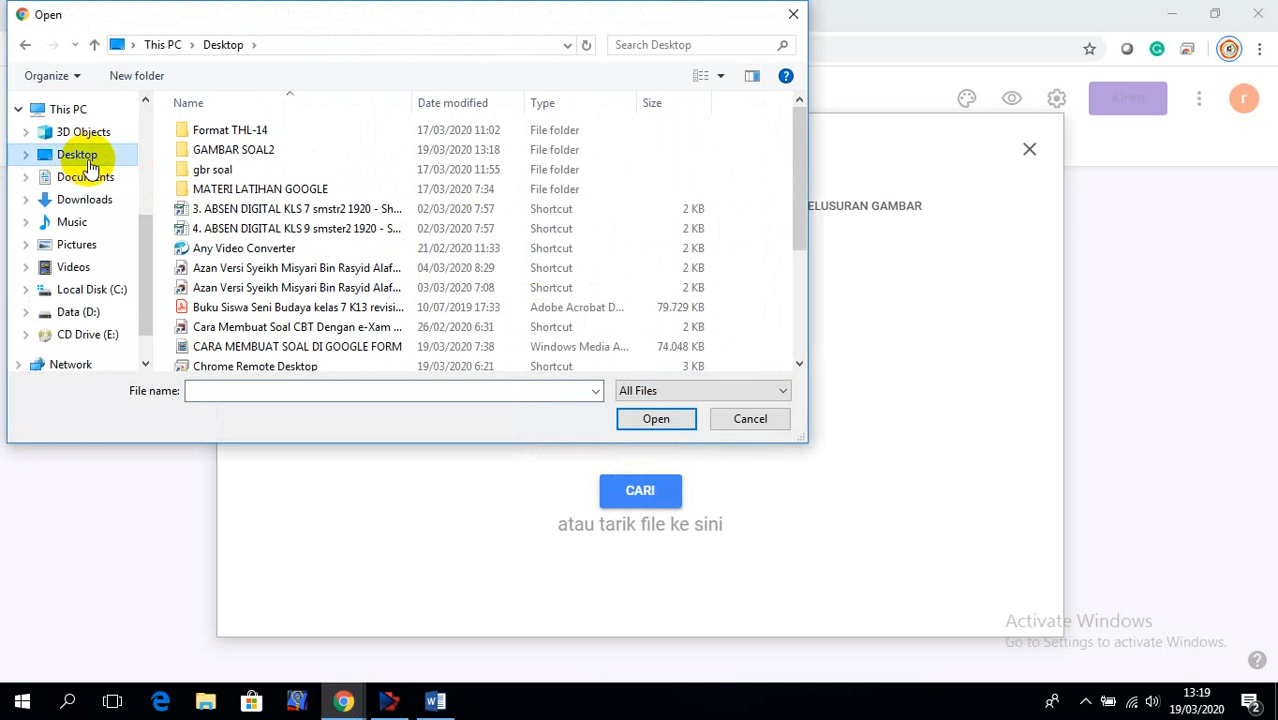 Open
This PC
Desktop
Search Desktop
Organize
New folder
This PC
3D Objects
Desktop
Documents
Downloads
Music
Pictures
Videos
Local Disk (C:)
Data (D:)
CD Drive (E:)
Network
Name Date modified Type Size
Format THL-14 17/03/2020 11:02 File folder
GAMBAR SOAL2 19/03/2020 13:18 File folder
gbr soal 17/03/2020 11:55 File folder
MATERI LATIHAN GOOGLE 17/03/2020 7:34 File folder
3. ABSEN DIGITAL KLS 7 smstr2 1920 - Sh... 02/03/2020 7:57 Shortcut 2 KB
4. ABSEN DIGITAL KLS 9 smster2 1920 - Sh... 02/03/2020 7:57 Shortcut 2 KB
Any Video Converter 21/02/2020 11:33 Shortcut 2 KB
Azan Versi Syeikh Misyari Bin Rasyid Alaf... 04/03/2020 8:29 Shortcut 2 KB
Azan Versi Syeikh Misyari Bin Rasyid Alaf... 03/03/2020 7:08 Shortcut 2 KB
Buku Siswa Seni Budaya kelas 7 K13 revisi... 10/07/2019 17:33 Adobe Acrobat D... 79.729 KB
Cara Membuat Soal CBT Dengan e-Xam ... 26/02/2020 6:31 Shortcut 2 KB
CARA MEMBUAT SOAL DI GOOGLE FORM 19/03/2020 7:38 Windows Media A... 74.048 KB
Chrome Remote Desktop 19/03/2020 6:21 Shortcut 3 KB
File name:
All Files
Open
Cancel
Kirim
r
ELUSURAN GAMBAR
CARI
atau tarik file ke sini
Activate Windows
Go to Settings to activate Windows.
13:19
19/03/2020
2